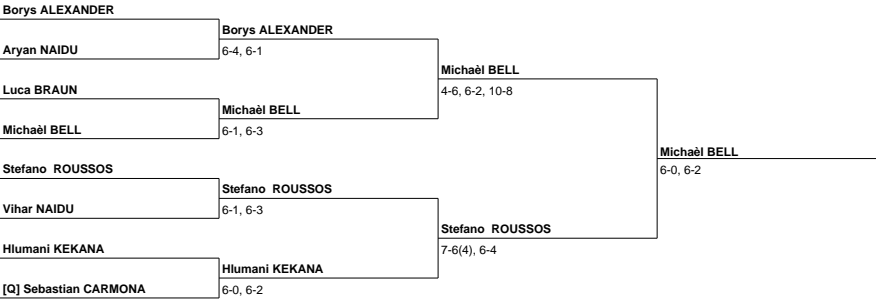 Borys ALEXANDER
Borys ALEXANDER
Aryan NAIDU
6-4, 6-1
Michaèl BELL
Luca BRAUN
4-6, 6-2, 10-8
Michaèl BELL
Michaèl BELL
6-1, 6-3
Michaèl BELL
Stefano ROUSSOS
6-0, 6-2
Stefano ROUSSOS
Vihar NAIDU
6-1, 6-3
Stefano ROUSSOS
Hlumani KEKANA
7-6(4), 6-4
Hlumani KEKANA
[Q] Sebastian CARMONA
6-0, 6-2